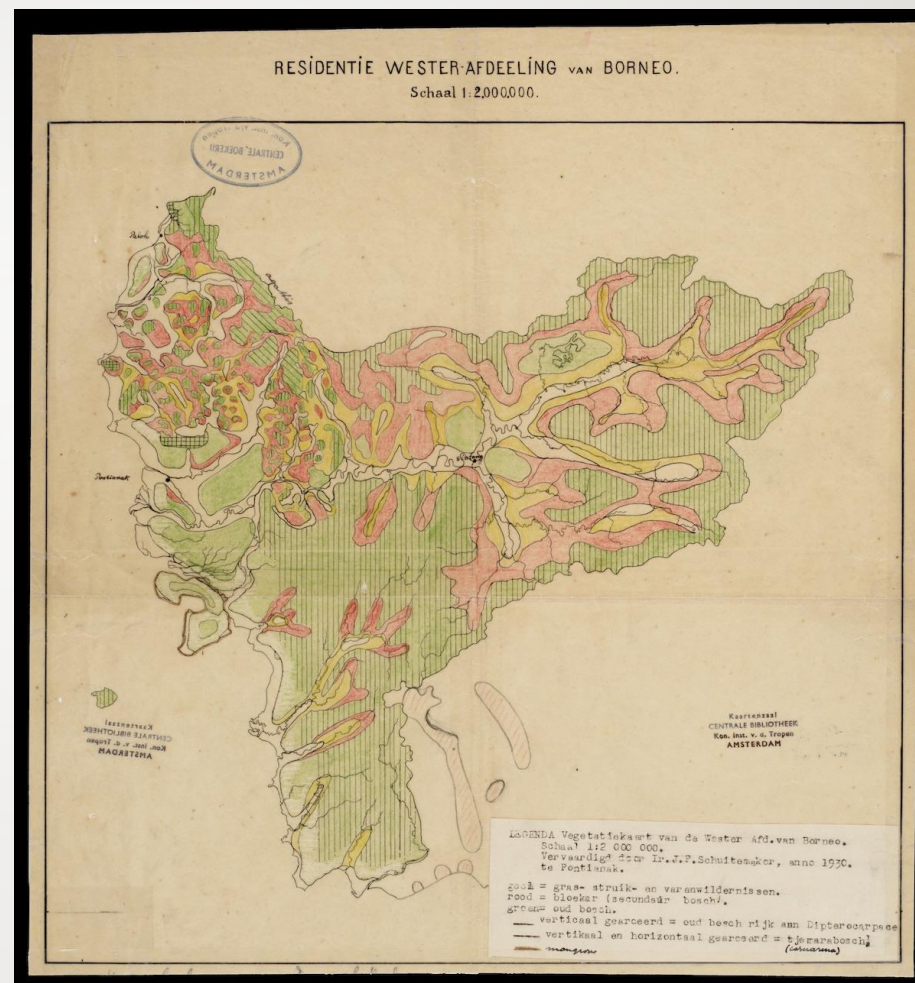 RESIDENTIE WESTER-AFDEELING VAN BORNEO.
Schaal 1:2,000,000.
CENTRALE BOEKERIJ
AMSTERDAM
Pontianak
Kaartenzaal
CENTRALE BIBLIOTHEEK
Kon. Inst. v. d. Tropen
AMSTERDAM
Kaartenzaal
CENTRALE BIBLIOTHEEK
Kon. Inst. v. d. Tropen
AMSTERDAM
LEGENDA Vegetatiekaart van de Wester Afd.van Borneo.
Schaal 1:2 000 000.
Vervaardigd door Ir.J.P.Schuitemaker, anno 1930.
te Pontianak.
geel = gras- struik- en varenwildernissen.
rood = bloekar (secundair bosch).
groen= oud bosch.
verticaal gearceerd = oud bosch rijk aan Dipterocarpace
vertikaal en horizontaal gearceerd = tjemarabosch
(casuarina)
mangrove